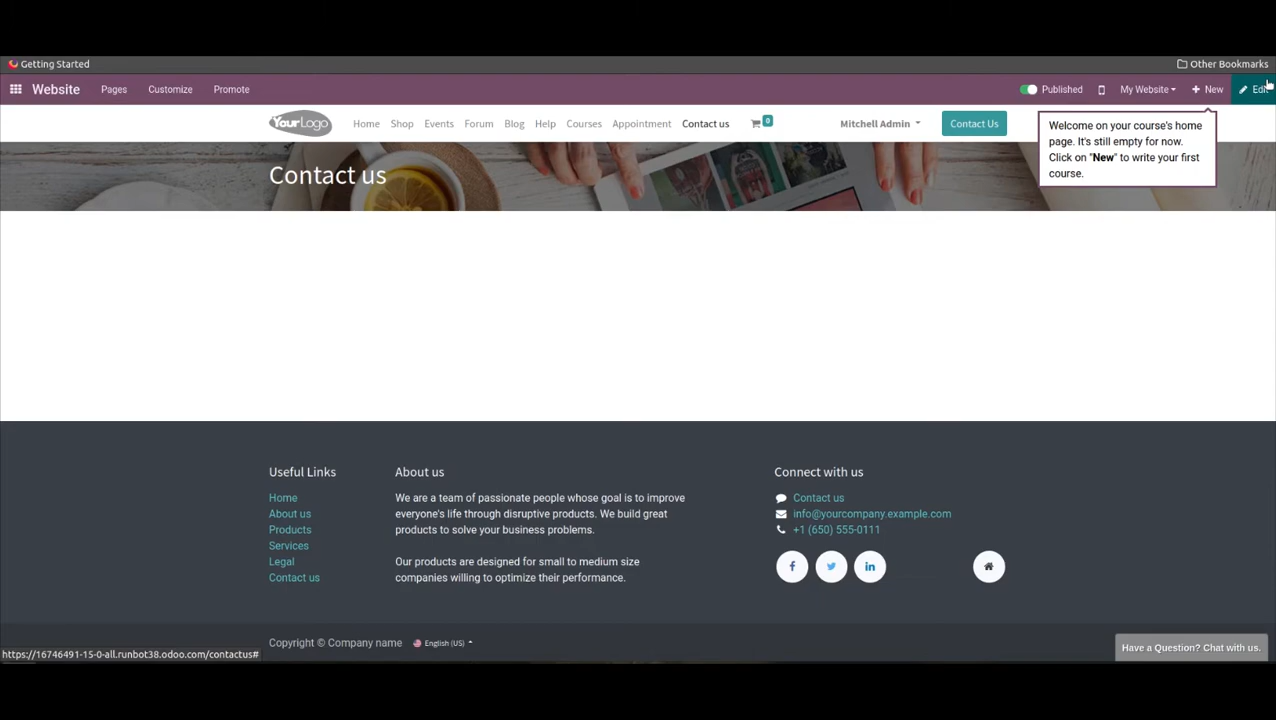 Getting Started
Other Bookmarks
Website Pages Customize Promote
Published My Website + New Edit
YourLogo Home Shop Events Forum Blog Help Courses Appointment Contact us 0 Mitchell Admin Contact Us
Welcome on your course's home
page. It's still empty for now.
Click on "New" to write your first
course.
Contact us
Useful Links
Home
About us
Products
Services
Legal
Contact us
About us
We are a team of passionate people whose goal is to improve
everyone's life through disruptive products. We build great
products to solve your business problems.
Our products are designed for small to medium size
companies willing to optimize their performance.
Connect with us
Contact us
info@yourcompany.example.com
+1 (650) 555-0111
Copyright © Company name English (US)
Have a Question? Chat with us.
https://16746491-15-0-all.runbot38.odoo.com/contactus#